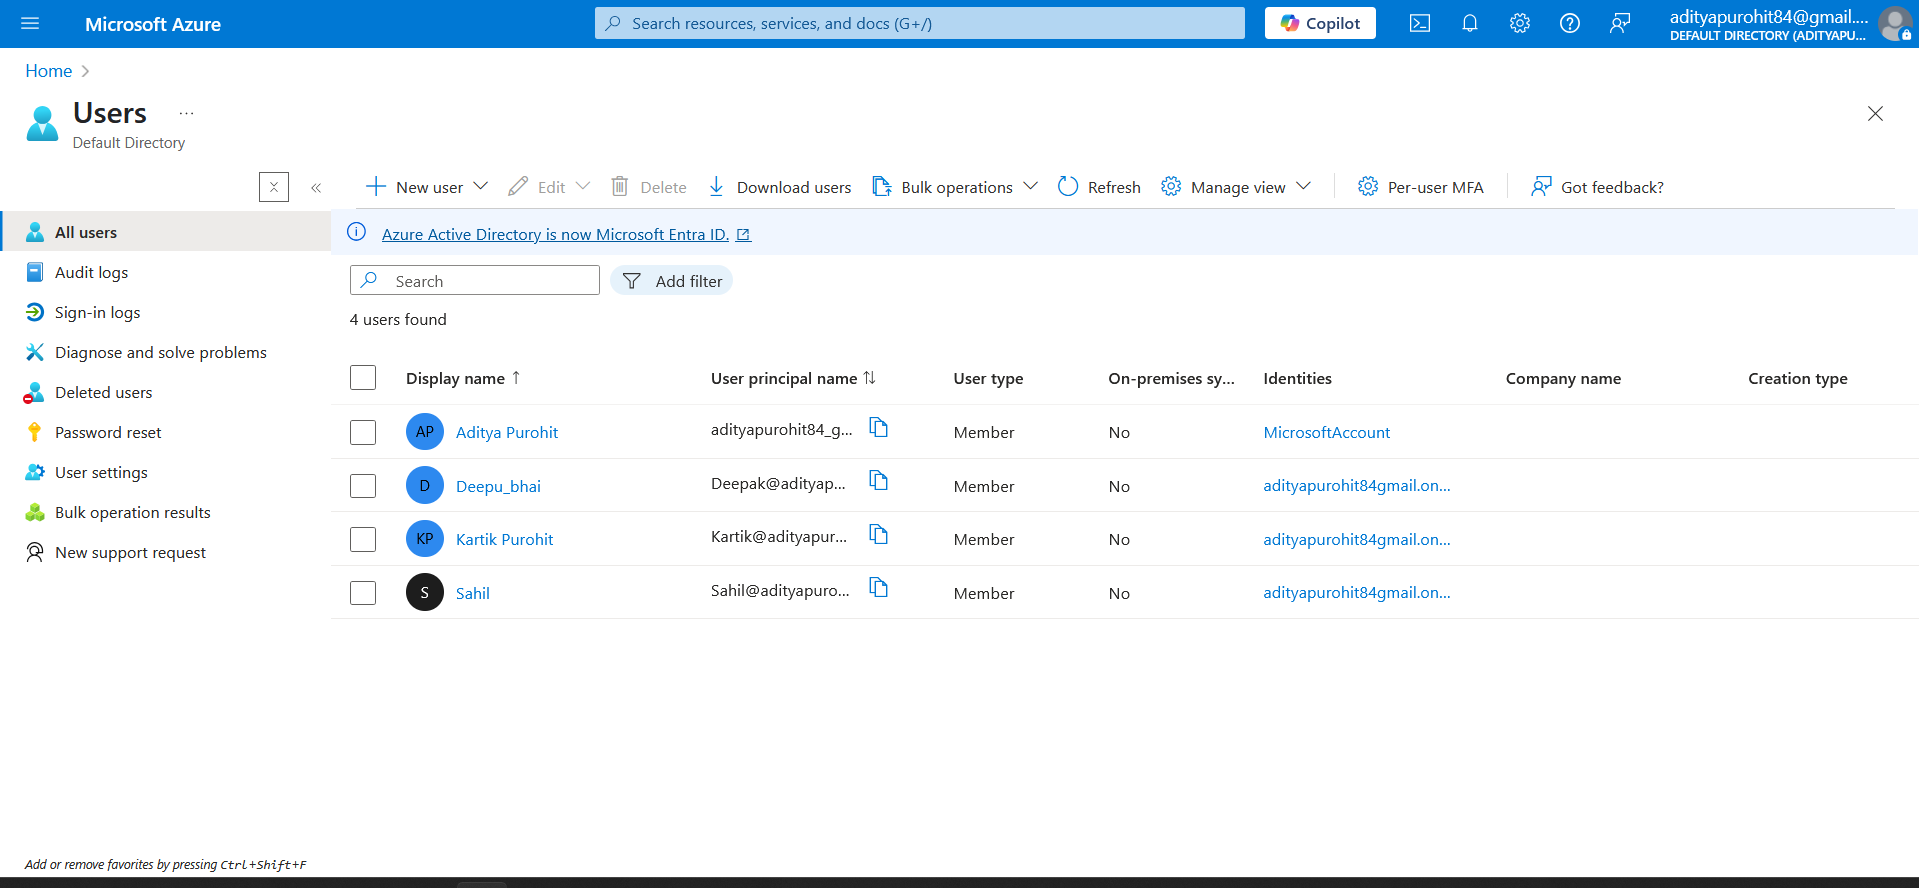 Microsoft Azure
Search resources, services, and docs (G+/)
Copilot
adityapurohit84@gmail....
DEFAULT DIRECTORY (ADITYAPU...
Home
Users ...
Default Directory
New user
Edit
Delete
Download users
Bulk operations
Refresh
Manage view
Per-user MFA
Got feedback?
All users
Audit logs
Sign-in logs
Diagnose and solve problems
Deleted users
Password reset
User settings
Bulk operation results
New support request
Azure Active Directory is now Microsoft Entra ID.
Search
Add filter
4 users found
Display name ↑ User principal name ↑↓ User type On-premises sy... Identities Company name Creation type
AP Aditya Purohit adityapurohit84_g... Member No MicrosoftAccount
D Deepu_bhai Deepak@adityap... Member No adityapurohit84gmail.on...
KP Kartik Purohit Kartik@adityapur... Member No adityapurohit84gmail.on...
S Sahil Sahil@adityapuro... Member No adityapurohit84gmail.on...
Add or remove favorites by pressing Ctrl+Shift+F